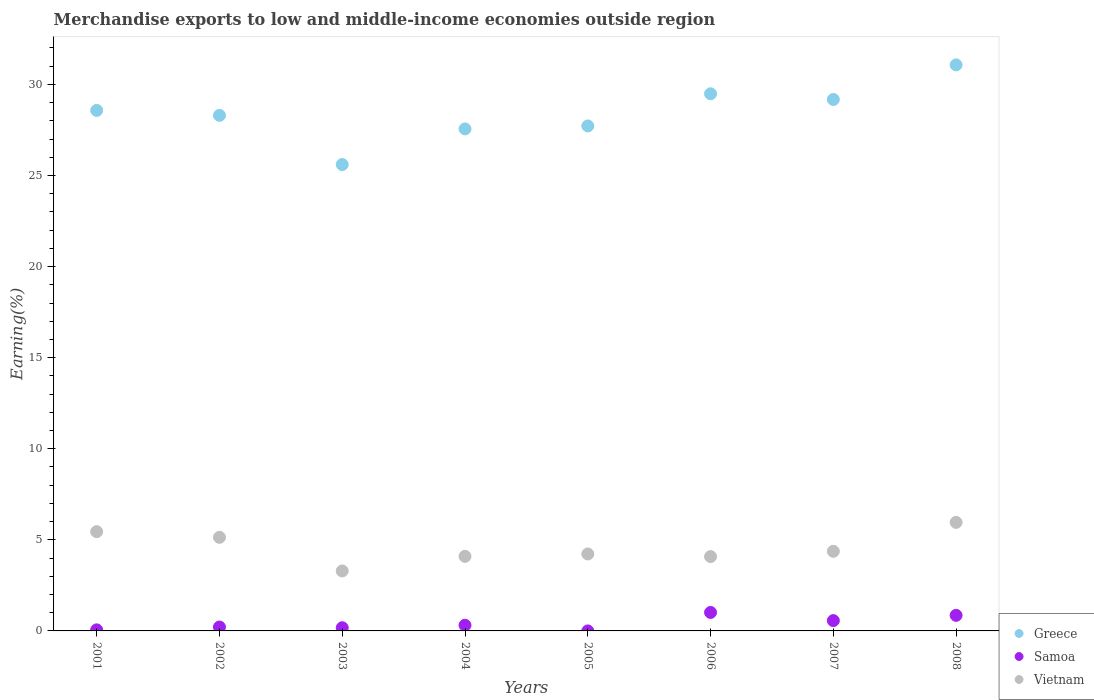 Merchandise exports to low and middle-income economies outside region
Earning(%)
30
25
20
15
10
5
0
2001
2002
2003
2004
2005
2006
2007
2008
Years
Greece
Samoa
Vietnam